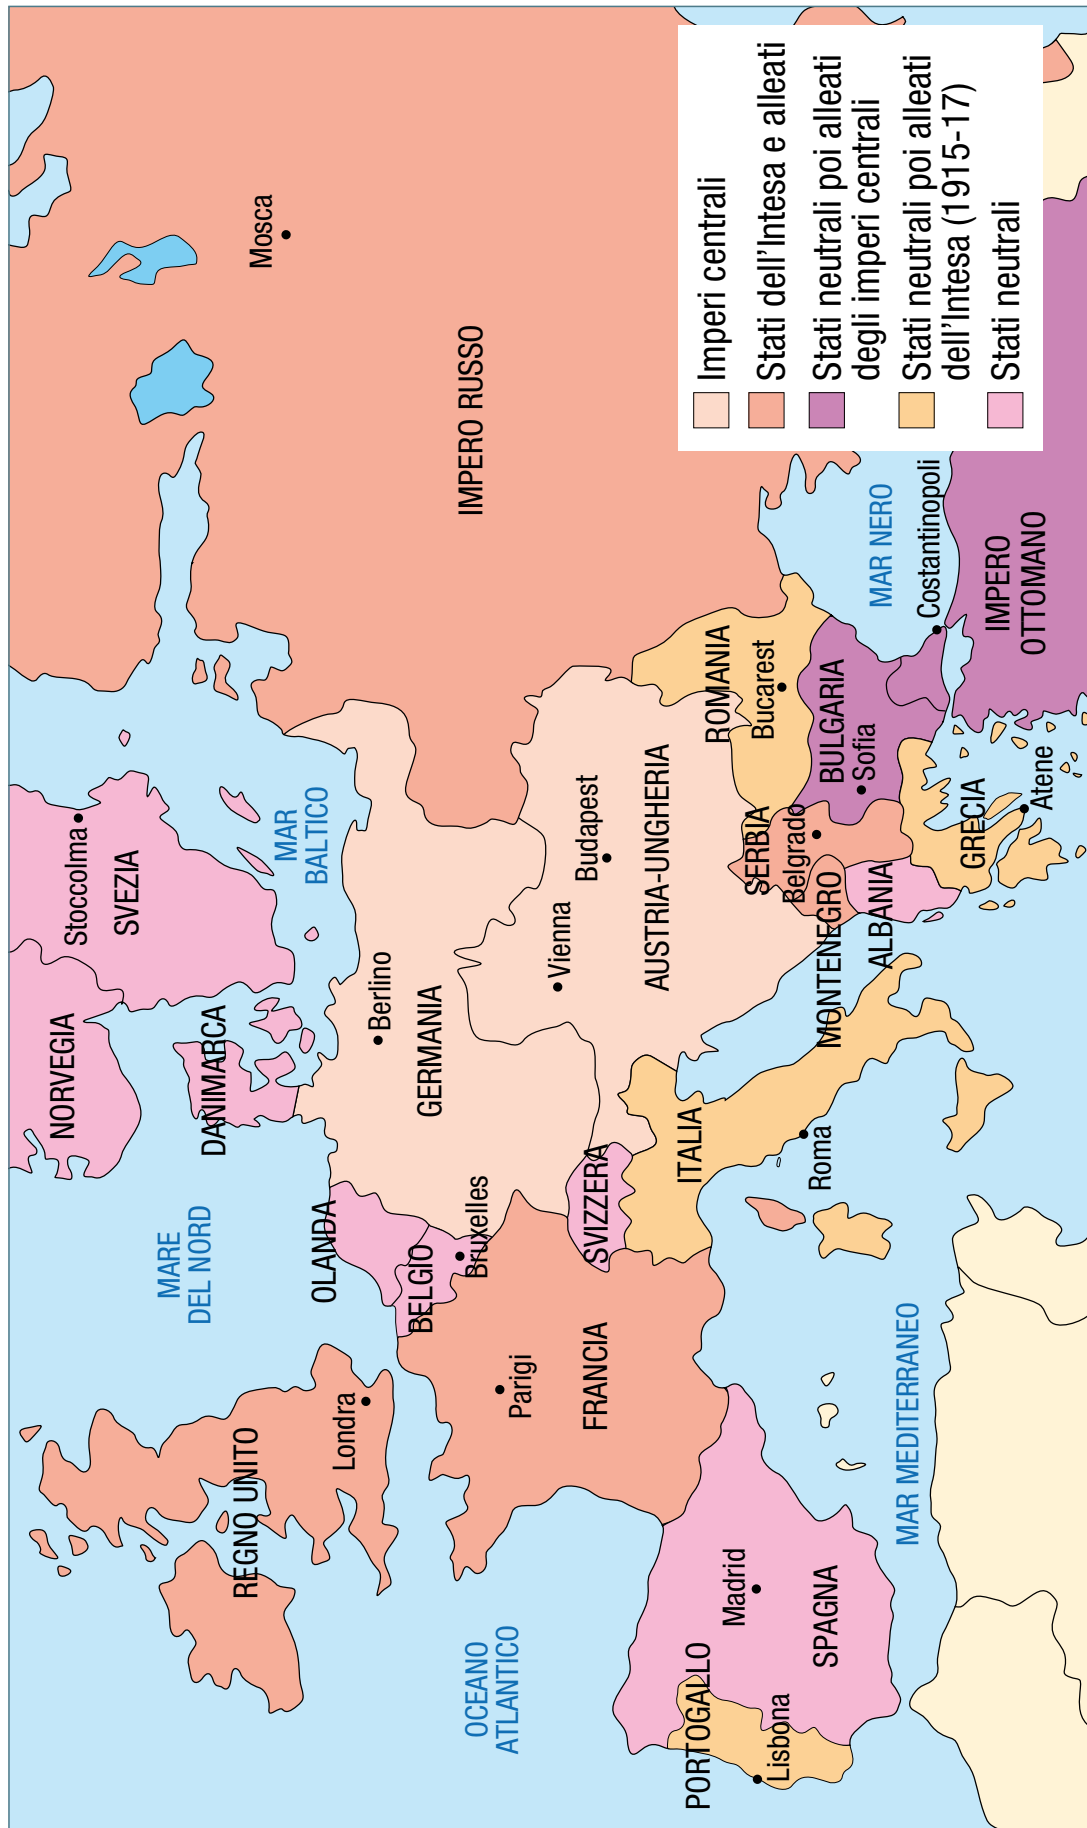 NORVEGIA
Stoccolma
SVEZIA
MARE
DEL NORD
DANIMARCA
MAR
BALTICO
Mosca
REGNO UNITO
Londra
OLANDA
BELGIO
Bruxelles
Berlino
GERMANIA
IMPERO RUSSO
OCEANO
ATLANTICO
Parigi
FRANCIA
SVIZZERA
Vienna
Budapest
AUSTRIA-UNGHERIA
ITALIA
Roma
ROMANIA
Bucarest
SERBIA
Belgrado
MONTENEGRO
ALBANIA
BULGARIA
Sofia
MAR NERO
Costantinopoli
IMPERO
OTTOMANO
GRECIA
Atene
PORTOGALLO
Lisbona
Madrid
SPAGNA
MAR MEDITERRANEO
Imperi centrali
Stati dell'Intesa e alleati
Stati neutrali poi alleati
degli imperi centrali
Stati neutrali poi alleati
dell'Intesa (1915-17)
Stati neutrali